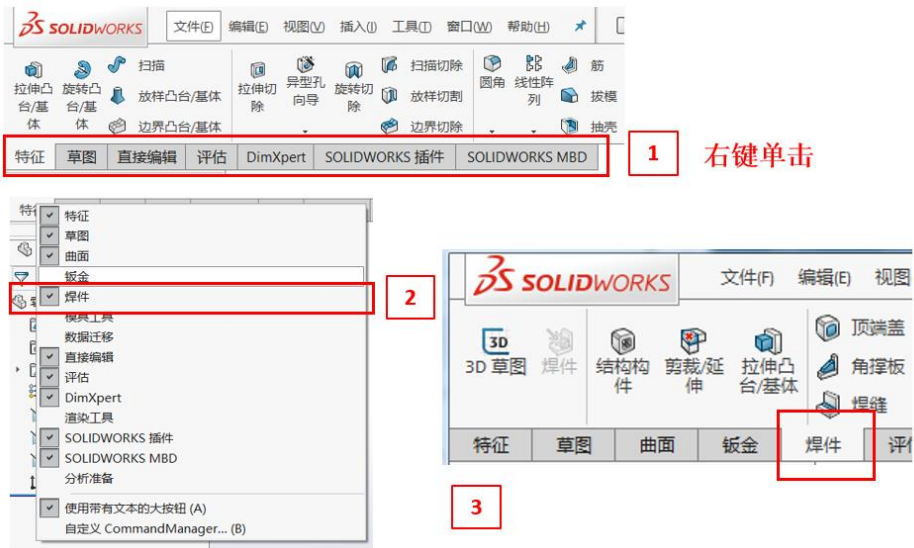 SOLIDWORKS 文件(F) 编辑(E) 视图(V) 插入(I) 工具(T) 窗口(W) 帮助(H)
拉伸凸台/基体
旋转凸台/基体
扫描
放样凸台/基体
边界凸台/基体
拉伸切除
异型孔向导
旋转切除
扫描切除
放样切割
边界切除
圆角
线性阵列
筋
拔模
抽壳
特征 草图 直接编辑 评估 DimXpert SOLIDWORKS 插件 SOLIDWORKS MBD
1 右键单击
特征
草图
曲面
钣金
焊件
模具工具
数据迁移
直接编辑
评估
DimXpert
渲染工具
SOLIDWORKS 插件
SOLIDWORKS MBD
分析准备
使用带有文本的大按钮 (A)
自定义 CommandManager... (B)
2
SOLIDWORKS 文件(F) 编辑(E) 视图
3D
3D 草图
焊件
结构构件
剪裁/延伸
拉伸凸台/基体
顶端盖
角撑板
焊缝
特征 草图 曲面 钣金 焊件 评
3